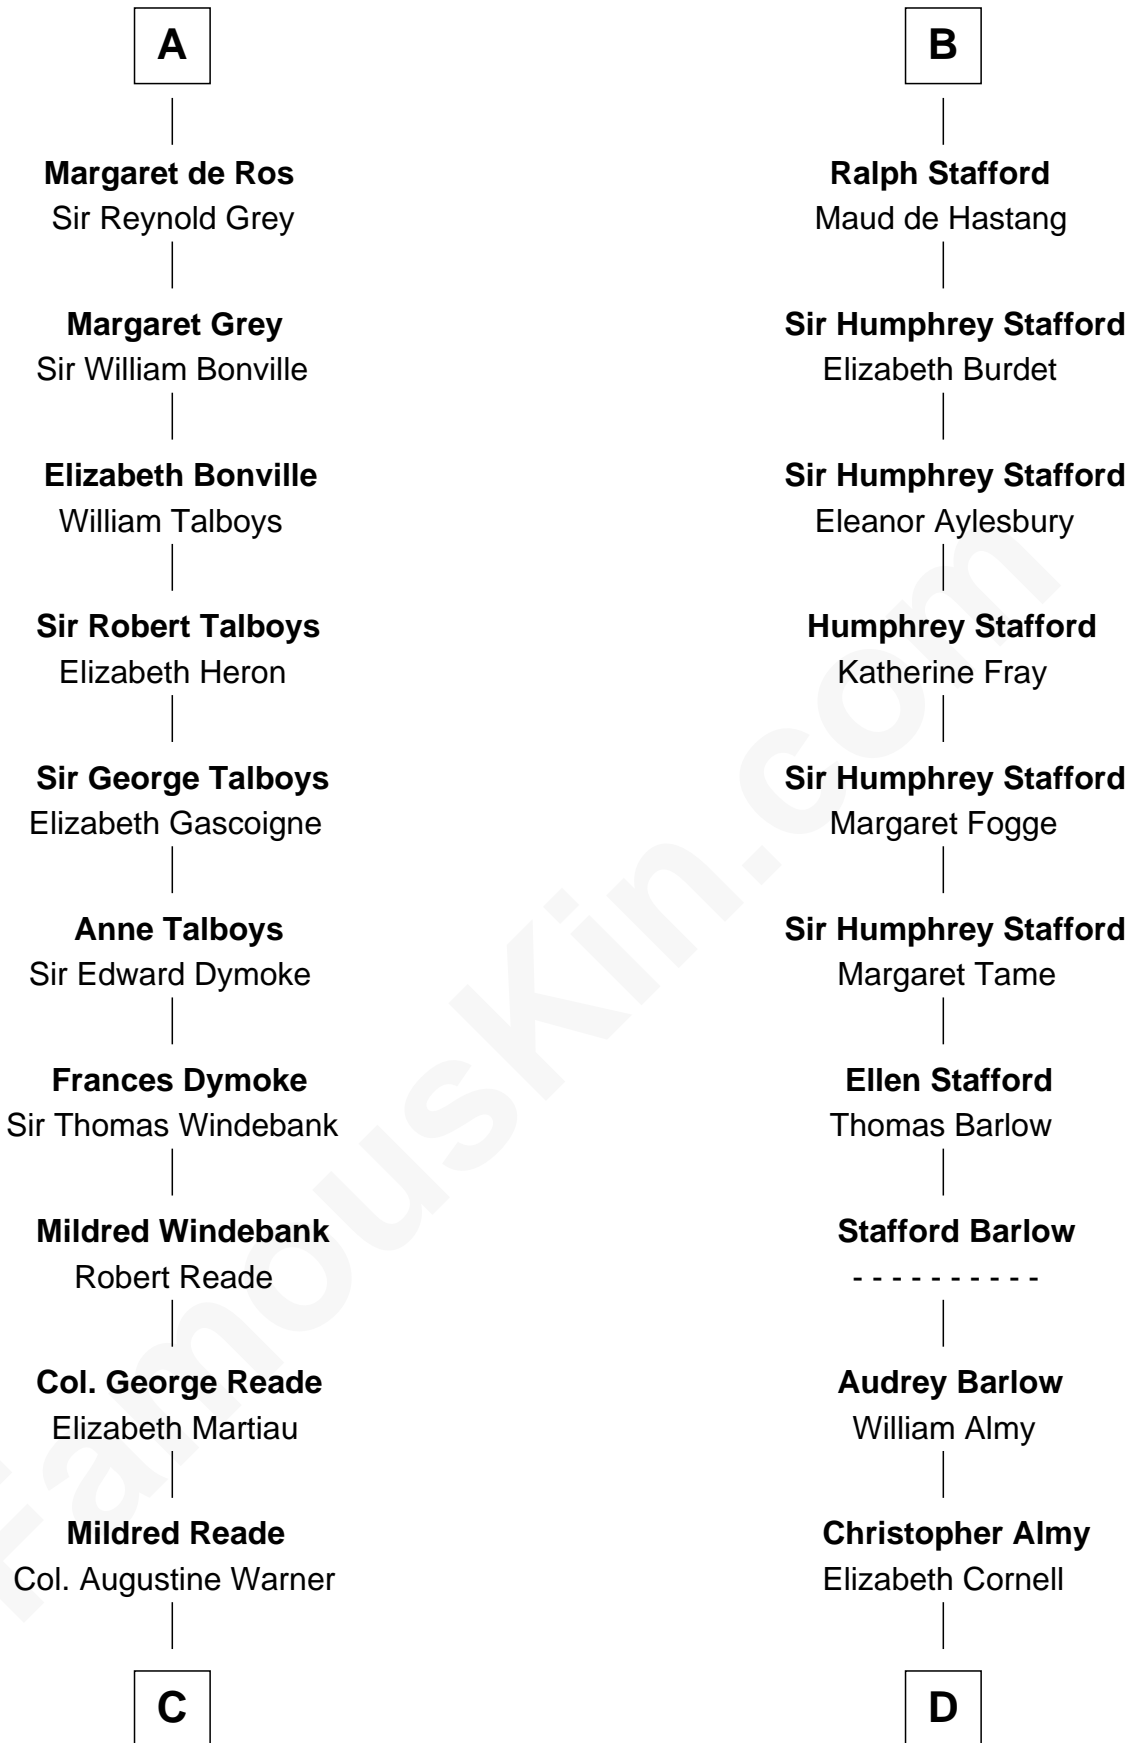 A
Margaret de Ros
Sir Reynold Grey
Margaret Grey
Sir William Bonville
Elizabeth Bonville
William Talboys
Sir Robert Talboys
Elizabeth Heron
Sir George Talboys
Elizabeth Gascoigne
Anne Talboys
Sir Edward Dymoke
Frances Dymoke
Sir Thomas Windebank
Mildred Windebank
Robert Reade
Col. George Reade
Elizabeth Martiau
Mildred Reade
Col. Augustine Warner
C
B
Ralph Stafford
Maud de Hastang
Sir Humphrey Stafford
Elizabeth Burdet
Sir Humphrey Stafford
Eleanor Aylesbury
Humphrey Stafford
Katherine Fray
Sir Humphrey Stafford
Margaret Fogge
Sir Humphrey Stafford
Margaret Tame
Ellen Stafford
Thomas Barlow
Stafford Barlow
- - - - - - - - - -
Audrey Barlow
William Almy
Christopher Almy
Elizabeth Cornell
D
FamousKin.com